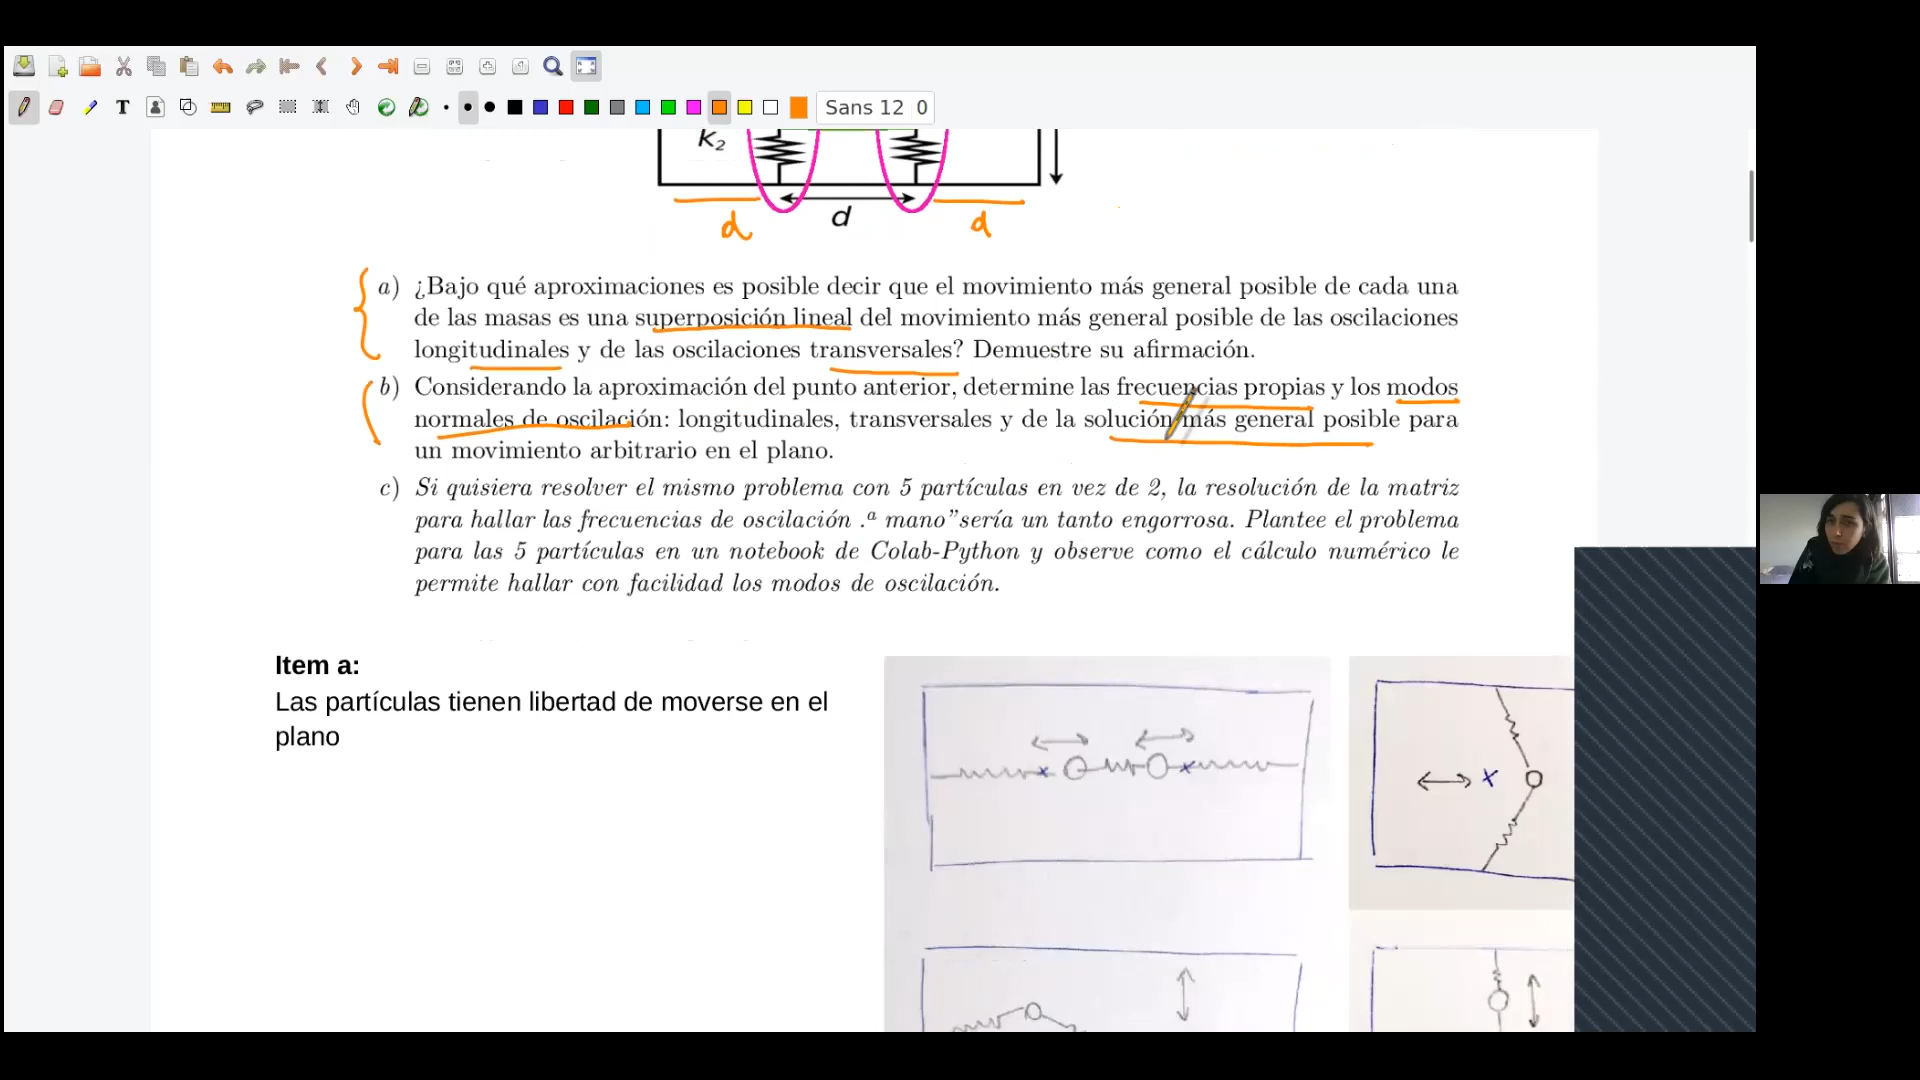 Sans 12 0
K₂
d
d
d
a) ¿Bajo qué aproximaciones es posible decir que el movimiento más general posible de cada una
de las masas es una superposición lineal del movimiento más general posible de las oscilaciones
longitudinales y de las oscilaciones transversales? Demuestre su afirmación.
b) Considerando la aproximación del punto anterior, determine las frecuencias propias y los modos
normales de oscilación: longitudinales, transversales y de la solución más general posible para
un movimiento arbitrario en el plano.
c) Si quisiera resolver el mismo problema con 5 partículas en vez de 2, la resolución de la matriz
para hallar las frecuencias de oscilación .ª mano”sería un tanto engorrosa. Plantee el problema
para las 5 partículas en un notebook de Colab-Python y observe como el cálculo numérico le
permite hallar con facilidad los modos de oscilación.
Item a:
Las partículas tienen libertad de moverse en el
plano